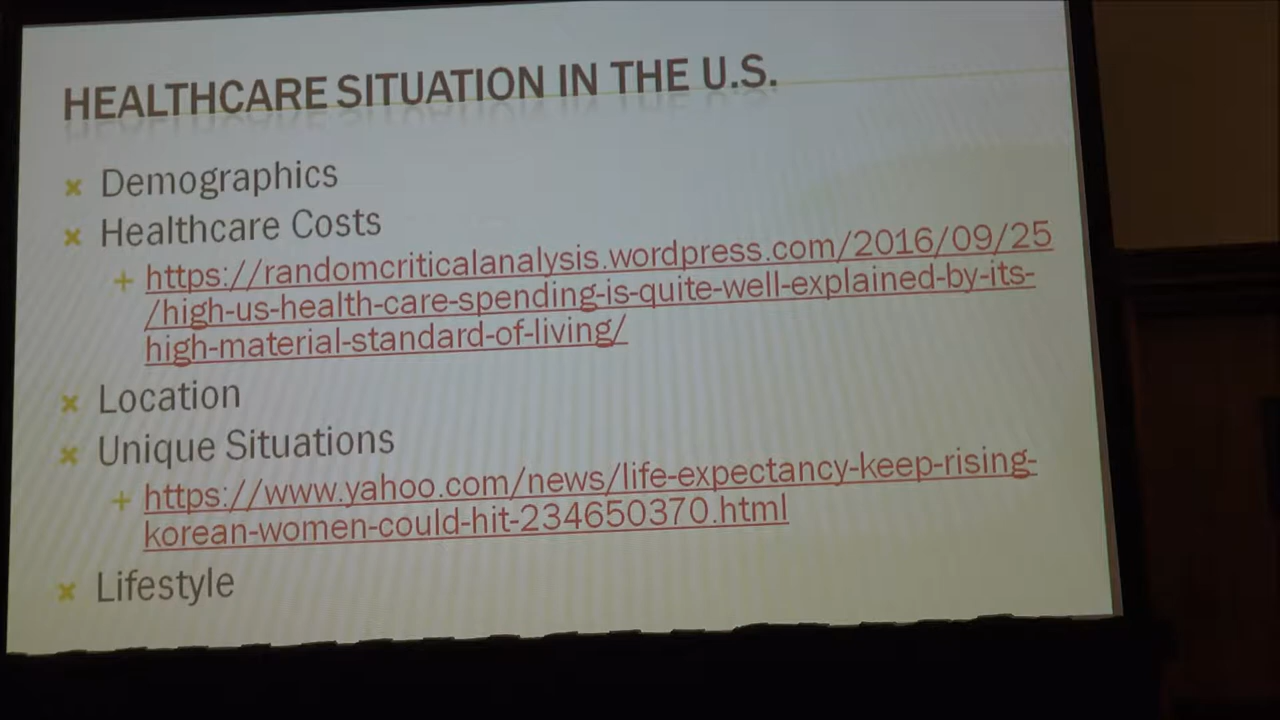 HEALTHCARE SITUATION IN THE U.S.
Demographics
Healthcare Costs
https://randomcriticalanalysis.wordpress.com/2016/09/25
/high-us-health-care-spending-is-quite-well-explained-by-its-
high-material-standard-of-living/
Location
Unique Situations
https://www.yahoo.com/news/life-expectancy-keep-rising-
korean-women-could-hit-234650370.html
Lifestyle